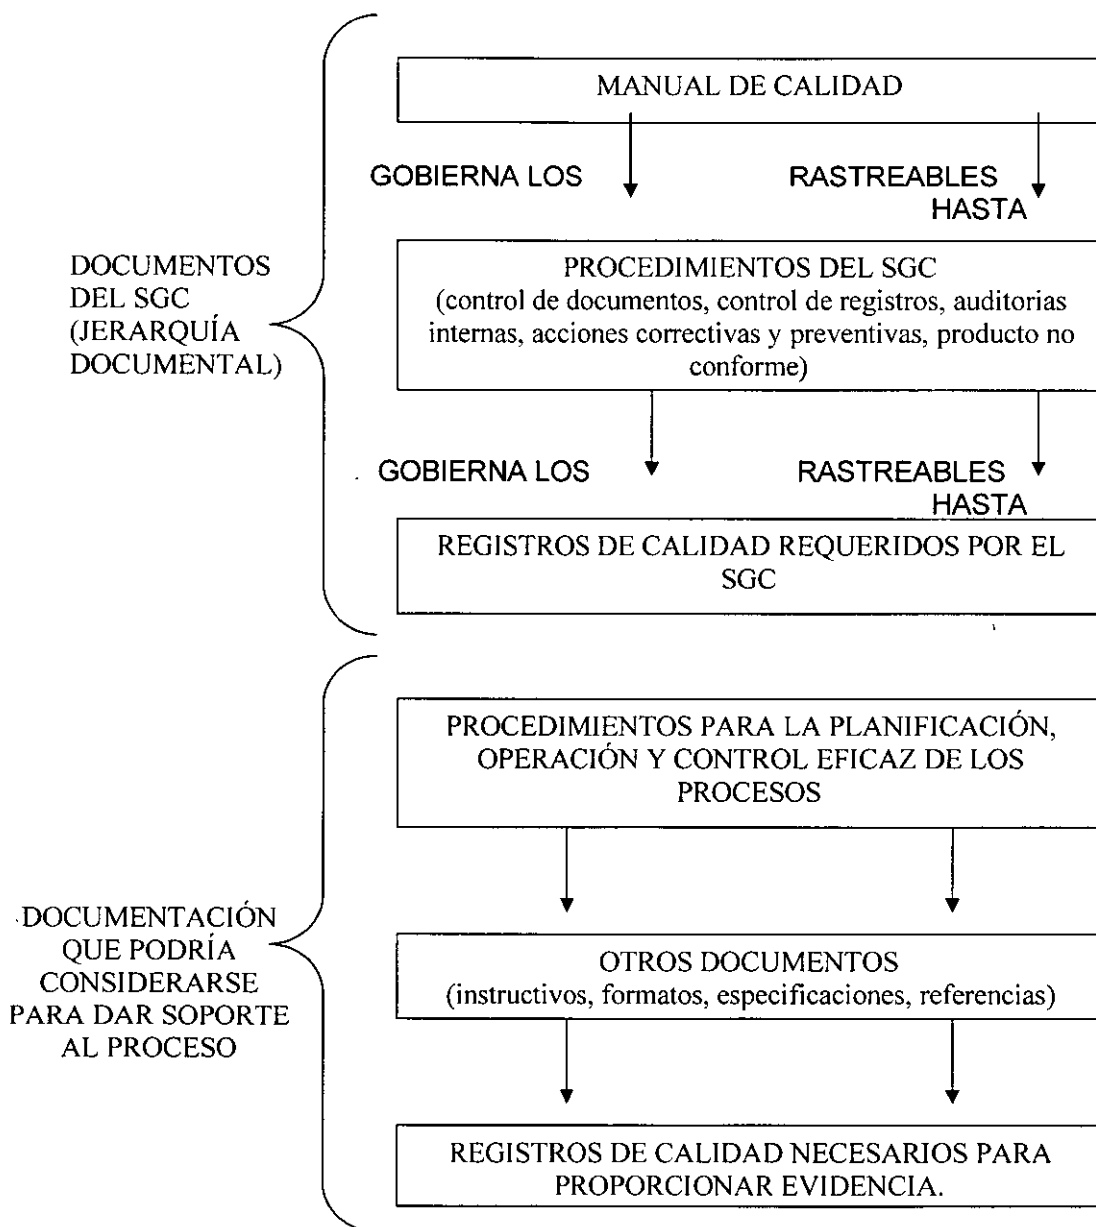 MANUAL DE CALIDAD
GOBIERNA LOS
RASTREABLES
HASTA
DOCUMENTOS
DEL SGC
(JERARQUÍA
DOCUMENTAL)
PROCEDIMIENTOS DEL SGC
(control de documentos, control de registros, auditorias
internas, acciones correctivas y preventivas, producto no
conforme)
GOBIERNA LOS
RASTREABLES
HASTA
REGISTROS DE CALIDAD REQUERIDOS POR EL
SGC
PROCEDIMIENTOS PARA LA PLANIFICACIÓN,
OPERACIÓN Y CONTROL EFICAZ DE LOS
PROCESOS
DOCUMENTACIÓN
QUE PODRÍA
CONSIDERARSE
PARA DAR SOPORTE
AL PROCESO
OTROS DOCUMENTOS
(instructivos, formatos, especificaciones, referencias)
REGISTROS DE CALIDAD NECESARIOS PARA
PROPORCIONAR EVIDENCIA.